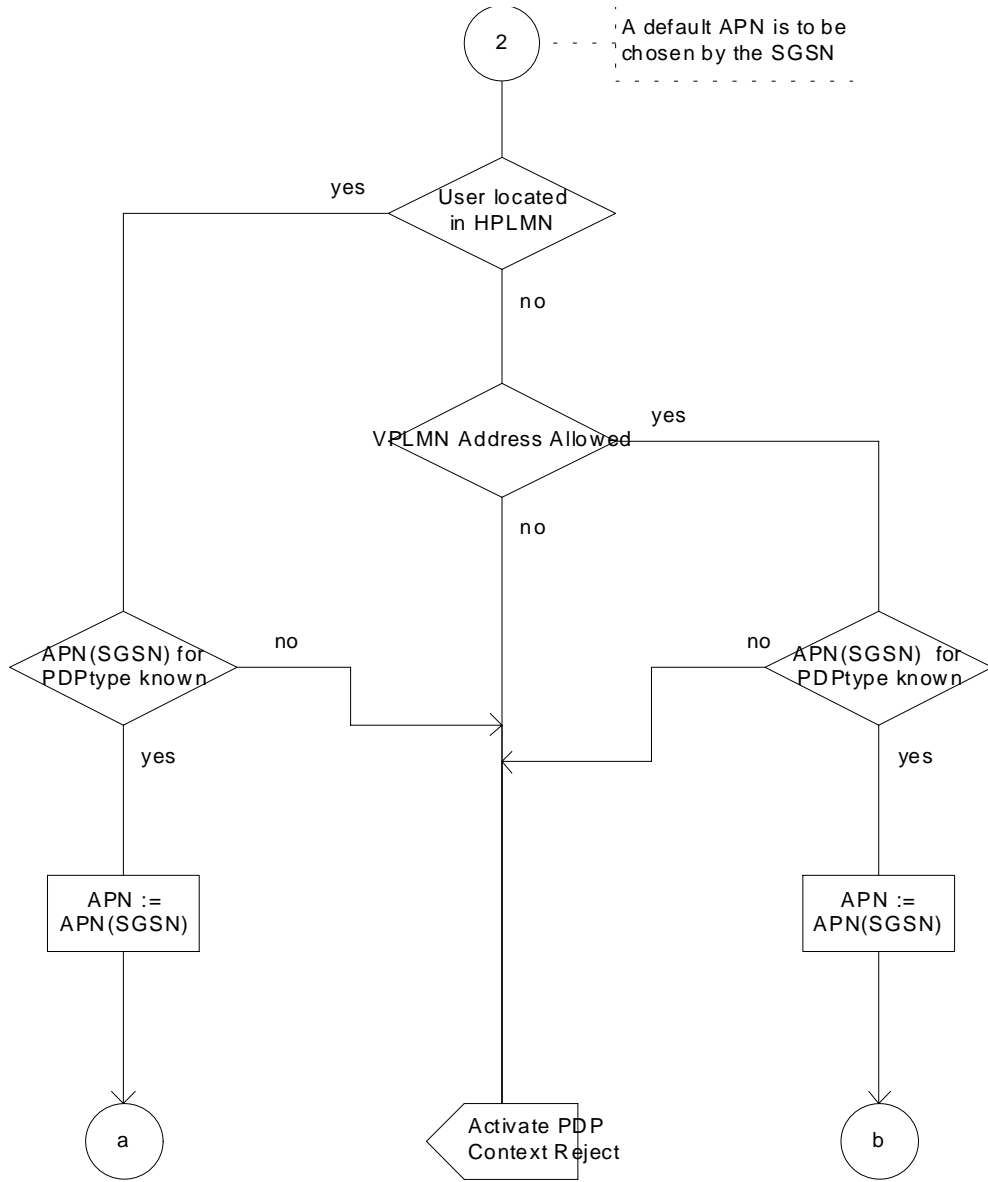 2
A default APN is to be
chosen by the SGSN
yes
User located
in HPLMN
no
VPLMN Address Allowed
yes
no
APN(SGSN) for
PDPtype known
no
no
APN(SGSN) for
PDPtype known
yes
yes
APN :=
APN(SGSN)
APN :=
APN(SGSN)
a
Activate PDP
Context Reject
b